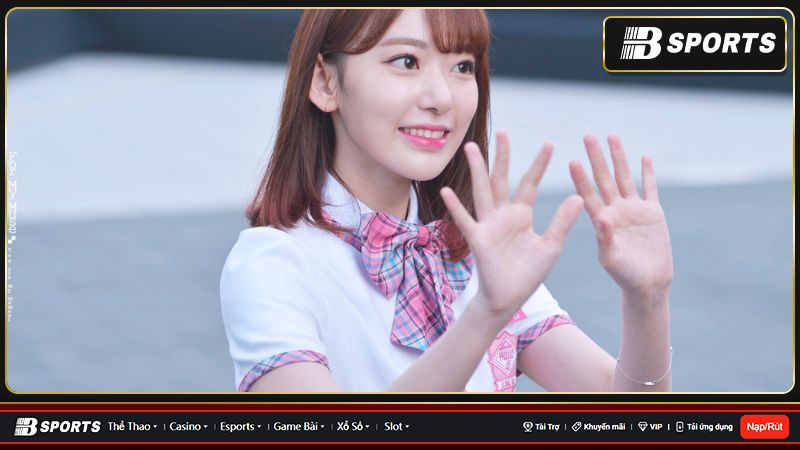 B SPORTS
B SPORTS Thể Thao Casino Esports Game Bài Xổ Số Slot Tài Trợ Khuyến mãi VIP Tải ứng dụng Nạp/Rút